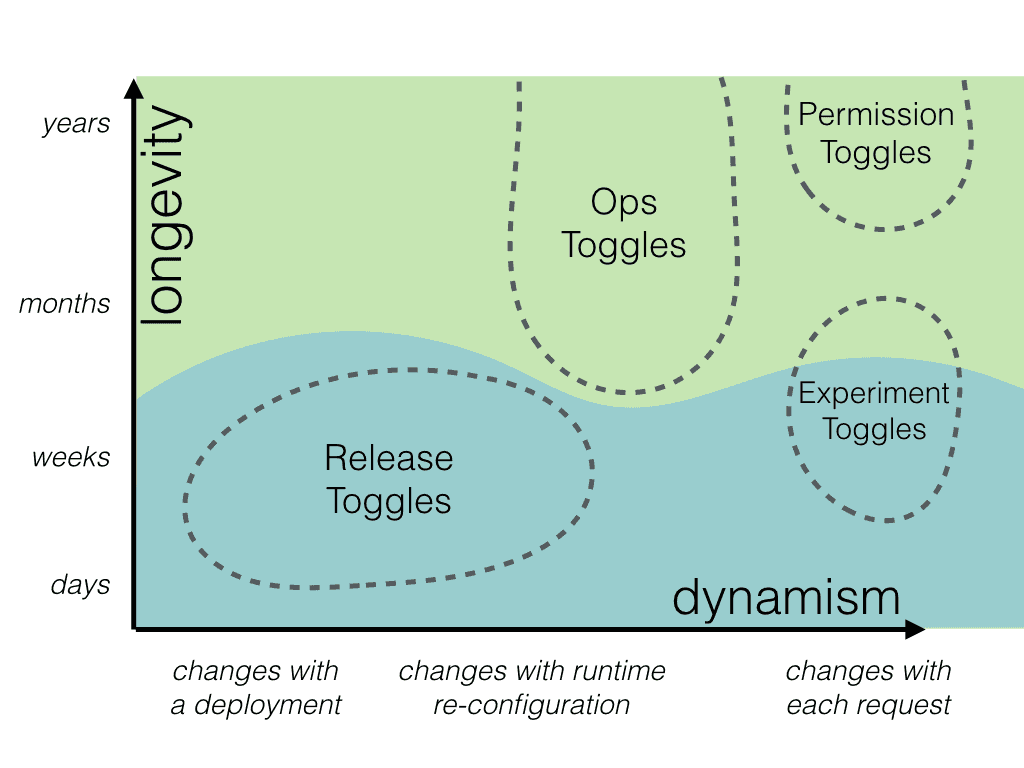 years
longevity
Permission
Toggles
Ops
Toggles
months
Experiment
Toggles
weeks
Release
Toggles
days
dynamism
changes with
a deployment
changes with runtime
re-configuration
changes with
each request